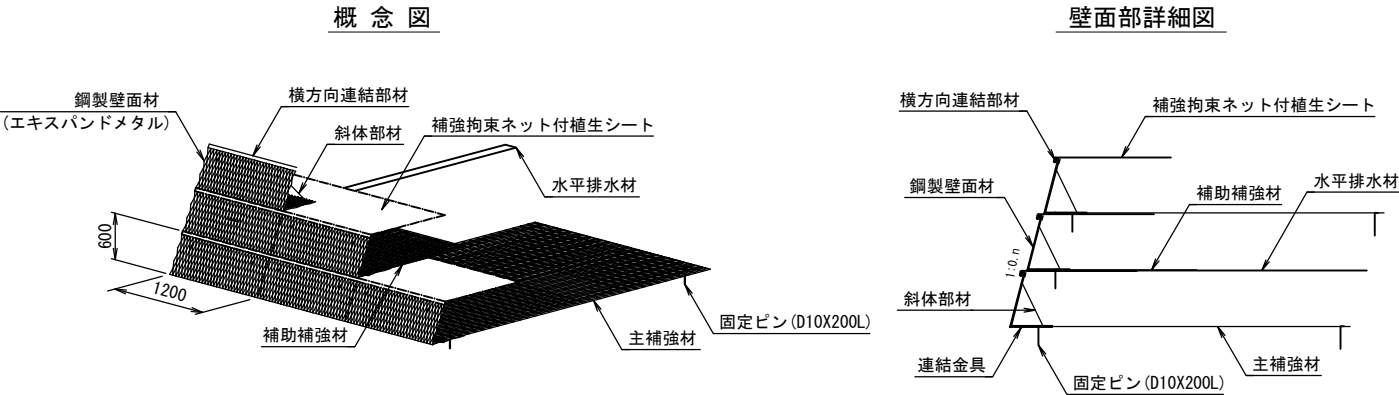 概念図
鋼製壁面材
(エキスパンドメタル)
横方向連結部材
斜体部材
補強拘束ネット付植生シート
水平排水材
600
1200
補助補強材
主補強材
固定ピン(D10X200L)
壁面部詳細図
横方向連結部材
補強拘束ネット付植生シート
鋼製壁面材
補助補強材
水平排水材
1:0.n
斜体部材
連結金具
固定ピン(D10X200L)
主補強材